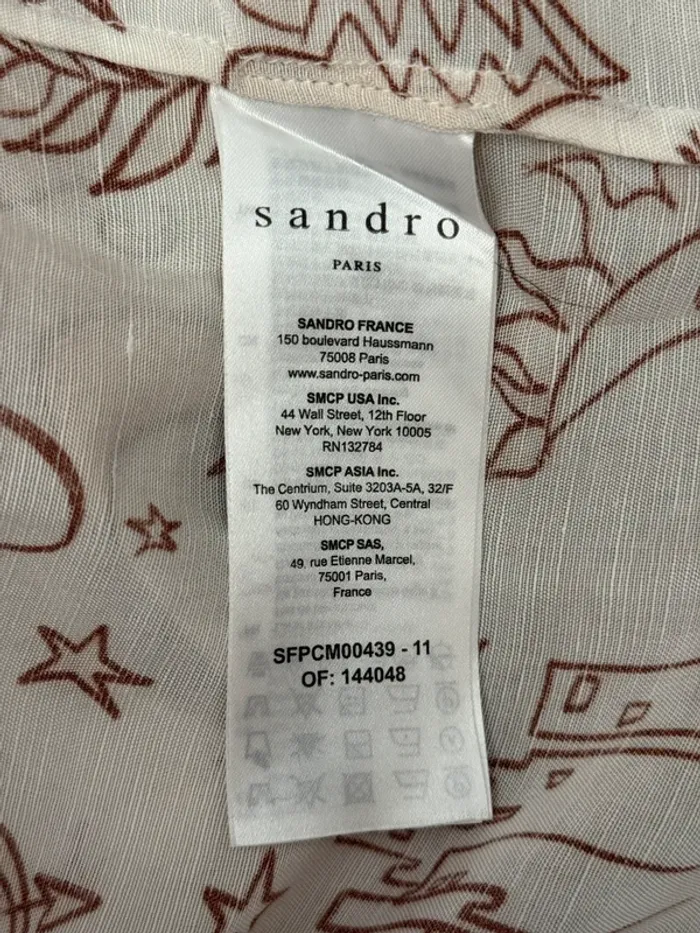 sandro
PARIS
SANDRO FRANCE
150 boulevard Haussmann
75008 Paris
www.sandro-paris.com
SMCP USA Inc.
44 Wall Street, 12th Floor
New York, New York 10005
RN132784
SMCP ASIA Inc.
The Centrium, Suite 3203A-5A, 32/F
60 Wyndham Street, Central
HONG-KONG
SMCP SAS,
49, rue Etienne Marcel,
75001 Paris,
France
SFPCM00439 - 11
OF: 144048